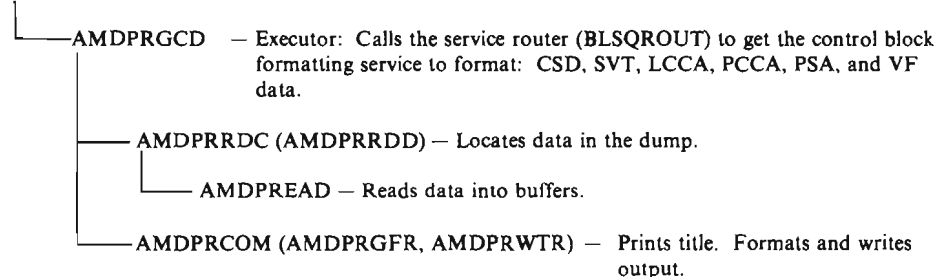 AMDPRGCD — Executor: Calls the service router (BLSQROUT) to get the control block
formatting service to format: CSD, SVT, LCCA, PCCA, PSA, and VF
data.
AMDPRRDC (AMDPRRDD) — Locates data in the dump.
AMDPREAD — Reads data into buffers.
AMDPRCOM (AMDPRGFR, AMDPRWTR) — Prints title. Formats and writes
output.